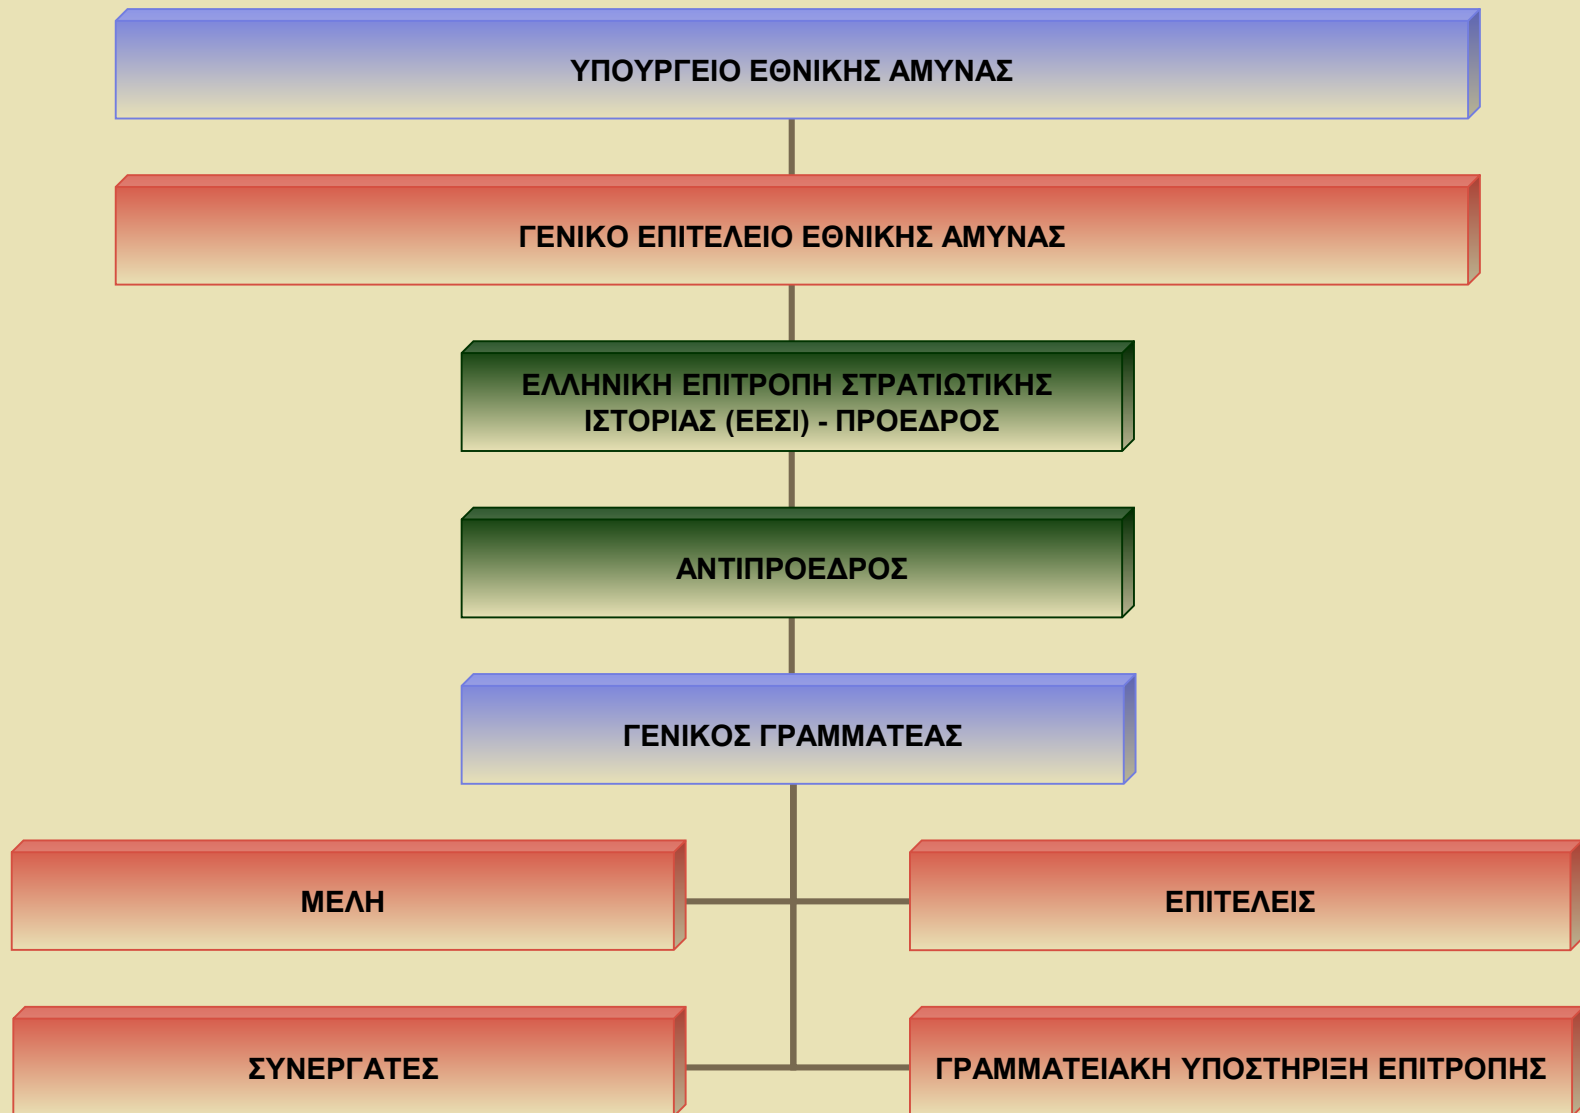 ΥΠΟΥΡΓΕΙΟ ΕΘΝΙΚΗΣ ΑΜΥΝΑΣ
ΓΕΝΙΚΟ ΕΠΙΤΕΛΕΙΟ ΕΘΝΙΚΗΣ ΑΜΥΝΑΣ
ΕΛΛΗΝΙΚΗ ΕΠΙΤΡΟΠΗ ΣΤΡΑΤΙΩΤΙΚΗΣ
ΙΣΤΟΡΙΑΣ (ΕΕΣΙ) - ΠΡΟΕΔΡΟΣ
ΑΝΤΙΠΡΟΕΔΡΟΣ
ΓΕΝΙΚΟΣ ΓΡΑΜΜΑΤΕΑΣ
ΜΕΛΗ
ΕΠΙΤΕΛΕΙΣ
ΣΥΝΕΡΓΑΤΕΣ
ΓΡΑΜΜΑΤΕΙΑΚΗ ΥΠΟΣΤΗΡΙΞΗ ΕΠΙΤΡΟΠΗΣ